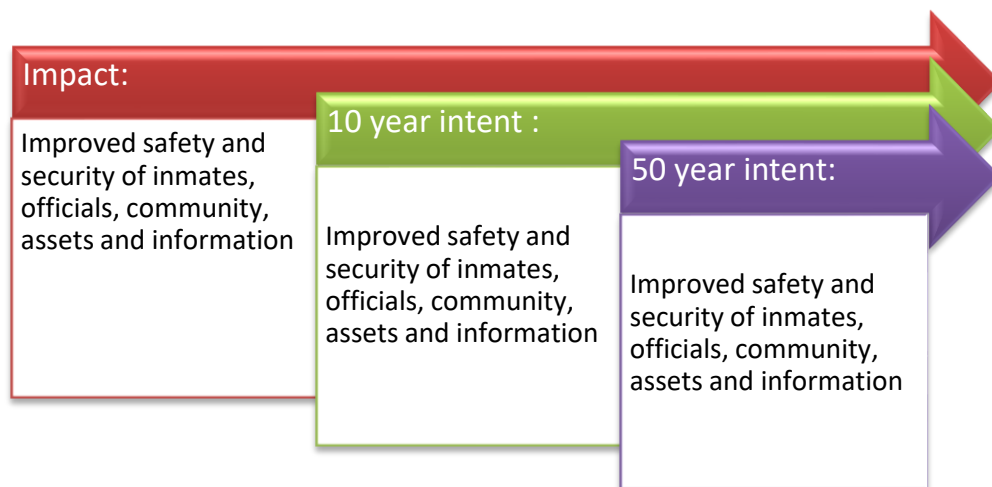 Impact:
Improved safety and
security of inmates,
officials, community,
assets and information
10 year intent :
Improved safety and
security of inmates,
officials, community,
assets and information
50 year intent:
Improved safety and
security of inmates,
officials, community,
assets and information